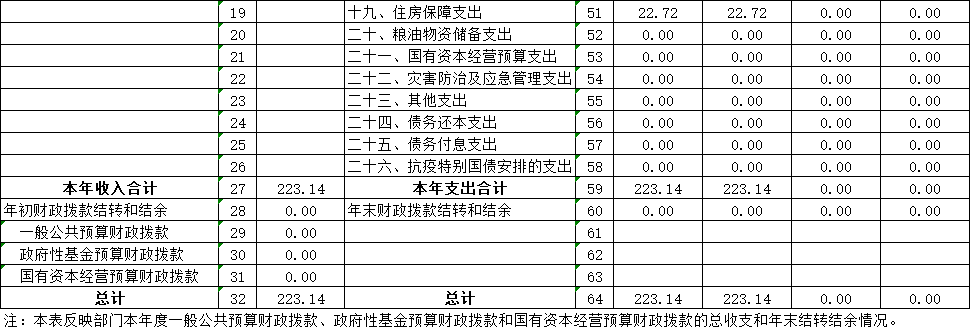 19 十九、住房保障支出 51 22.72 22.72 0.00 0.00
20 二十、粮油物资储备支出 52 0.00 0.00 0.00 0.00
21 二十一、国有资本经营预算支出 53 0.00 0.00 0.00 0.00
22 二十二、灾害防治及应急管理支出 54 0.00 0.00 0.00 0.00
23 二十三、其他支出 55 0.00 0.00 0.00 0.00
24 二十四、债务还本支出 56 0.00 0.00 0.00 0.00
25 二十五、债务付息支出 57 0.00 0.00 0.00 0.00
26 二十六、抗疫特别国债安排的支出 58 0.00 0.00 0.00 0.00
本年收入合计 27 223.14 本年支出合计 59 223.14 223.14 0.00 0.00
年初财政拨款结转和结余 28 0.00 年末财政拨款结转和结余 60 0.00 0.00 0.00 0.00
一般公共预算财政拨款 29 0.00 61
政府性基金预算财政拨款 30 0.00 62
国有资本经营预算财政拨款 31 0.00 63
总计 32 223.14 总计 64 223.14 223.14 0.00 0.00
注：本表反映部门本年度一般公共预算财政拨款、政府性基金预算财政拨款和国有资本经营预算财政拨款的总收支和年末结转结余情况。